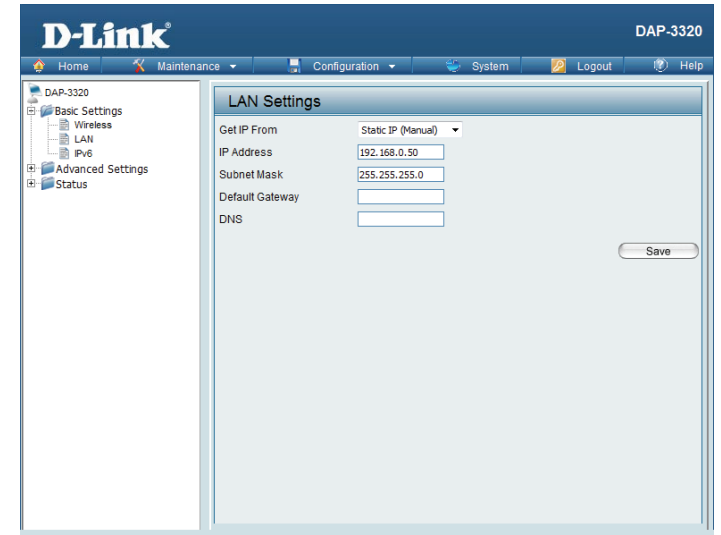 D-Link®
DAP-3320
Home Maintenance Configuration System Logout Help
DAP-3320
Basic Settings
Wireless
LAN
IPv6
Advanced Settings
Status
LAN Settings
Get IP From Static IP (Manual)
IP Address 192.168.0.50
Subnet Mask 255.255.255.0
Default Gateway
DNS
Save